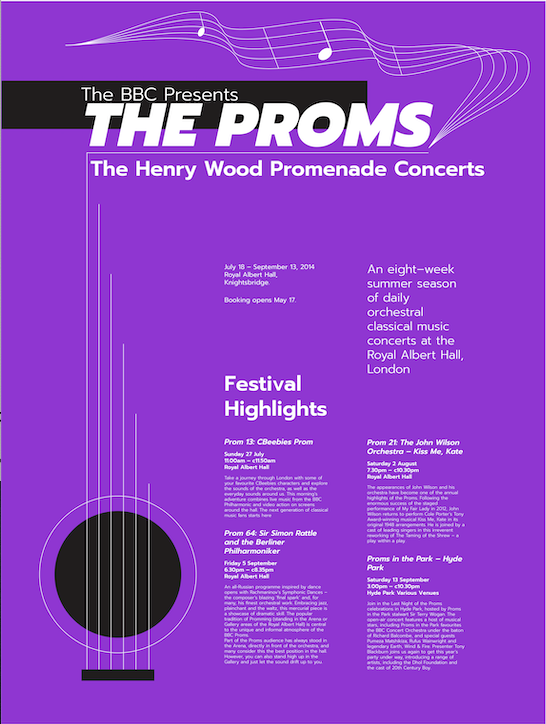 The BBC Presents
THE PROMS
The Henry Wood Promenade Concerts
July 18 – September 13, 2014
Royal Albert Hall,
Knightsbridge.
Booking opens May 17.
An eight–week
summer season
of daily
orchestral
classical music
concerts at the
Royal Albert Hall,
London
Festival
Highlights
Prom 13: CBeebies Prom
Sunday 27 July
11:00am – c11:50am
Royal Albert Hall
Take a journey through London with some of
your favourite CBeebies characters and explore
the sounds of the orchestra, as well as the
everyday sounds around us. This morning's
adventure combines live music from the BBC
Philharmonic and video action on screens
around the hall. The next generation of classical
music fans starts here
Prom 64: Sir Simon Rattle
and the Berliner
Philharmoniker
Friday 5 September
6.30pm – c8.35pm
Royal Albert Hall
An all-Russian programme inspired by dance
opens with Rachmaninov's Symphonic Dances –
the composer's blazing 'final spark' and, for
many, his finest orchestral work. Embracing jazz,
plainchant and the waltz, this mercurial piece is
a showcase of dramatic skill. The popular
tradition of Promming (standing in the Arena or
Gallery areas of the Royal Albert Hall) is central
to the unique and informal atmosphere of the
BBC Proms.
Part of the Proms audience has always stood in
the Arena, directly in front of the orchestra, and
many consider this the best position in the hall
However, you can also stand high up in the
Gallery and just let the sound drift up to you
Prom 21: The John Wilson
Orchestra – Kiss Me, Kate
Saturday 2 August
7.30pm – c10.30pm
Royal Albert Hall
The appearances of John Wilson and his
orchestra have become one of the annual
highlights of the Proms. Following the
enormous success of the staged
performance of My Fair Lady in 2012, John
Wilson returns to perform Cole Porter's Tony
Award-winning musical Kiss Me, Kate in its
original 1948 arrangements. He is joined by a
cast of leading singers in this irreverent
reworking of The Taming of the Shrew – a
play within a play
Proms in the Park – Hyde
Park
Saturday 13 September
3.00pm – c10.30pm
Hyde Park Various Venues
Join in the Last Night of the Proms
celebrations in Hyde Park, hosted by Proms
in the Park stalwart Sir Terry Wogan. The
open-air concert features a host of musical
stars, including Proms in the Park favourites
the BBC Concert Orchestra under the baton
of Richard Balcombe, and special guests
Pumeza Matshikiza, Rufus Wainwright and
legendary Earth, Wind & Fire. Presenter Tony
Blackburn joins us again to get this year's
party under way, introducing a range of
artists, including the Dhol Foundation and
the cast of 20th Century Boy.